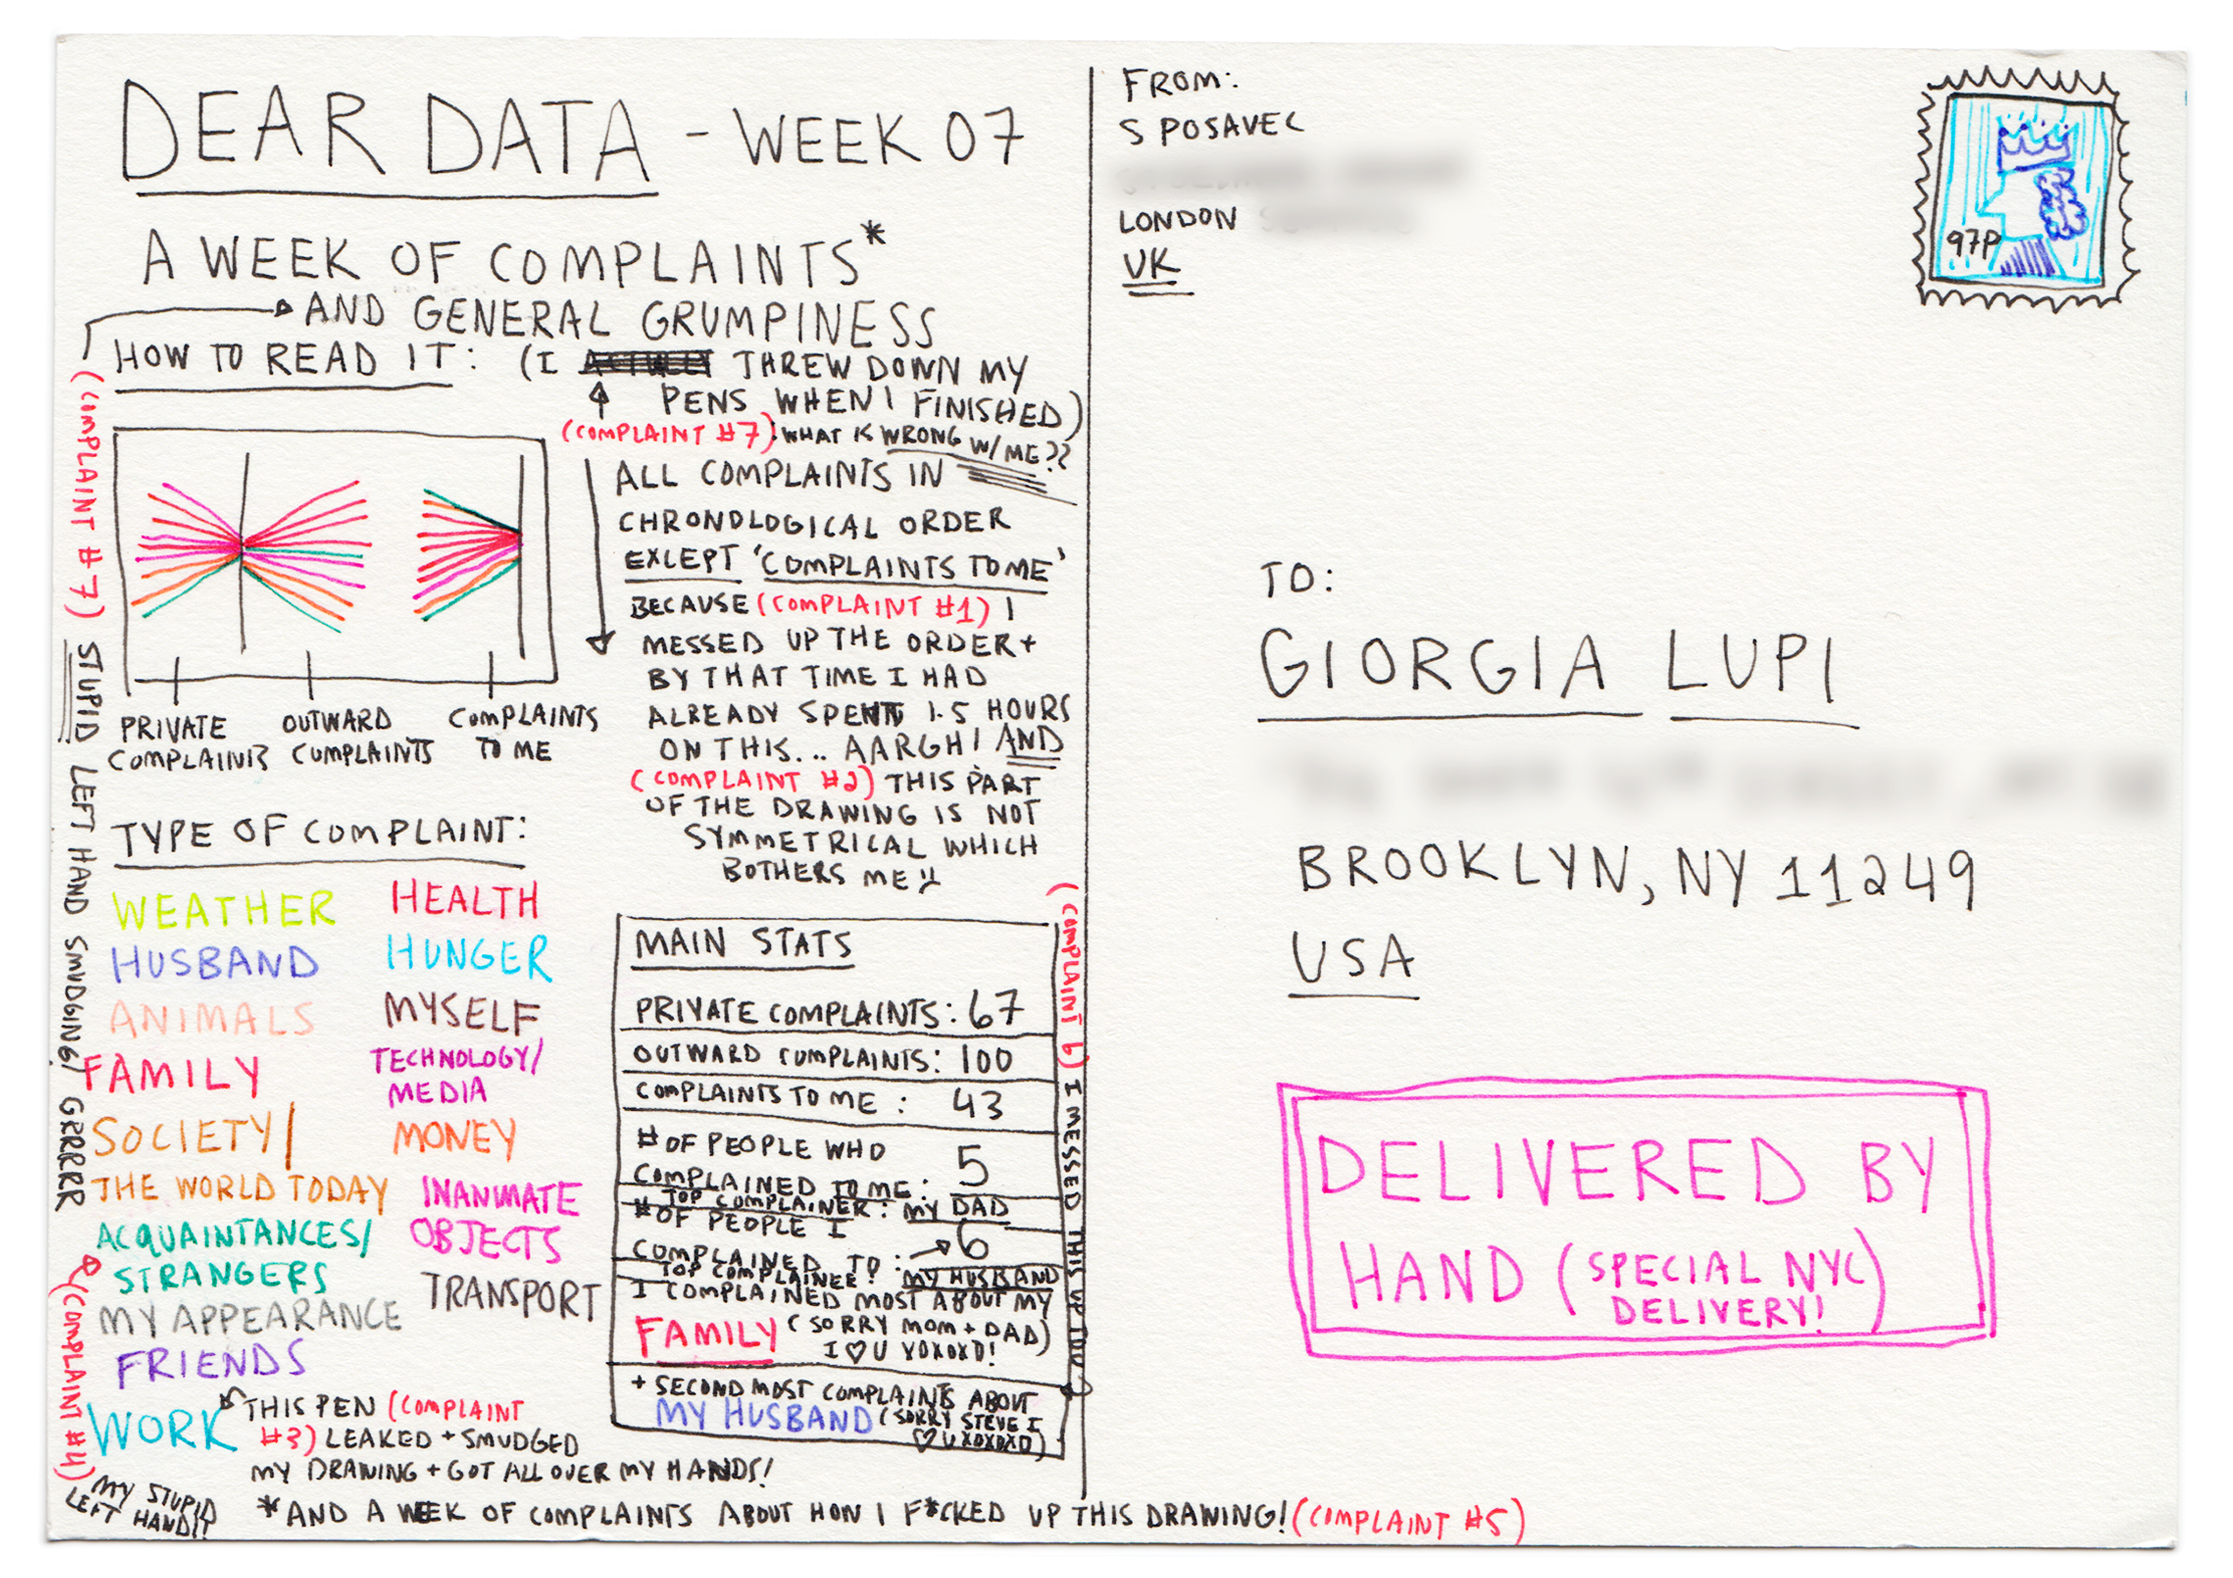 DEAR DATA - WEEK 07
A WEEK OF COMPLAINTS*
AND GENERAL GRUMPINESS
HOW TO READ IT: (I THREW DOWN MY
PENS WHEN I FINISHED)
(COMPLAINT #7): WHAT IS WRONG
W/ ME??
(COMPLAINT #7) STUPID LEFT HAND SMUDGING! GRRRRR
ALL COMPLAINTS IN
CHRONOLOGICAL ORDER
EXCEPT 'COMPLAINTS TO ME'
BECAUSE (COMPLAINT #1) I
MESSED UP THE ORDER +
BY THAT TIME I HAD
ALREADY SPENT 1.5 HOURS
ON THIS... AARGH! AND
(COMPLAINT #2) THIS PART
OF THE DRAWING IS NOT
SYMMETRICAL WHICH
BOTHERS ME
PRIVATE
COMPLAINTS
OUTWARD
COMPLAINTS
COMPLAINTS
TO ME
TYPE OF COMPLAINT:
WEATHER
HUSBAND
ANIMALS
FAMILY
SOCIETY/
THE WORLD TODAY
ACQUAINTANCES/
STRANGERS
MY APPEARANCE
FRIENDS
WORK
HEALTH
HUNGER
MYSELF
TECHNOLOGY/
MEDIA
MONEY
INANIMATE
OBJECTS
TRANSPORT
THIS PEN (COMPLAINT
#3) LEAKED + SMUDGED
MY DRAWING + GOT ALL OVER MY HANDS!
(COMPLAINT #4)
MY STUPID
LEFT HAND!!
MAIN STATS
PRIVATE COMPLAINTS: 67
OUTWARD COMPLAINTS: 100
COMPLAINTS TO ME: 43
# OF PEOPLE WHO
COMPLAINED TO ME: 5
TOP COMPLAINER: MY DAD
# OF PEOPLE I
COMPLAINED TO: 6
TOP COMPLAINEE: MY HUSBAND
I COMPLAINED MOST ABOUT MY
FAMILY (SORRY MOM + DAD)
I ♡ U XOXOXO!
+ SECOND MOST COMPLAINTS ABOUT
MY HUSBAND (SORRY STEVE I
♡ U XOXOXO)
(COMPLAINT 6) I MESSED THIS UP TOO
*AND A WEEK OF COMPLAINTS ABOUT HOW I F*CKED UP THIS DRAWING! (COMPLAINT #5)
FROM:
S POSAVEC
LONDON
UK
97P
TO:
GIORGIA LUPI
BROOKLYN, NY 11249
USA
DELIVERED BY
HAND (SPECIAL NYC
DELIVERY!)